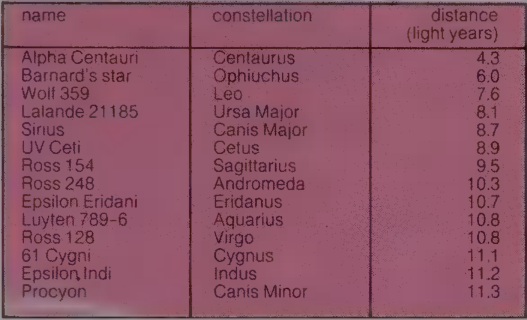 name constellation distance
(light years)
Alpha Centauri Centaurus 4.3
Barnard's star Ophiuchus 6.0
Wolf 359 Leo 7.6
Lalande 21185 Ursa Major 8.1
Sirius Canis Major 8.7
UV Ceti Cetus 8.9
Ross 154 Sagittarius 9.5
Ross 248 Andromeda 10.3
Epsilon Eridani Eridanus 10.7
Luyten 789-6 Aquarius 10.8
Ross 128 Virgo 10.8
61 Cygni Cygnus 11.1
Epsilon Indi Indus 11.2
Procyon Canis Minor 11.3